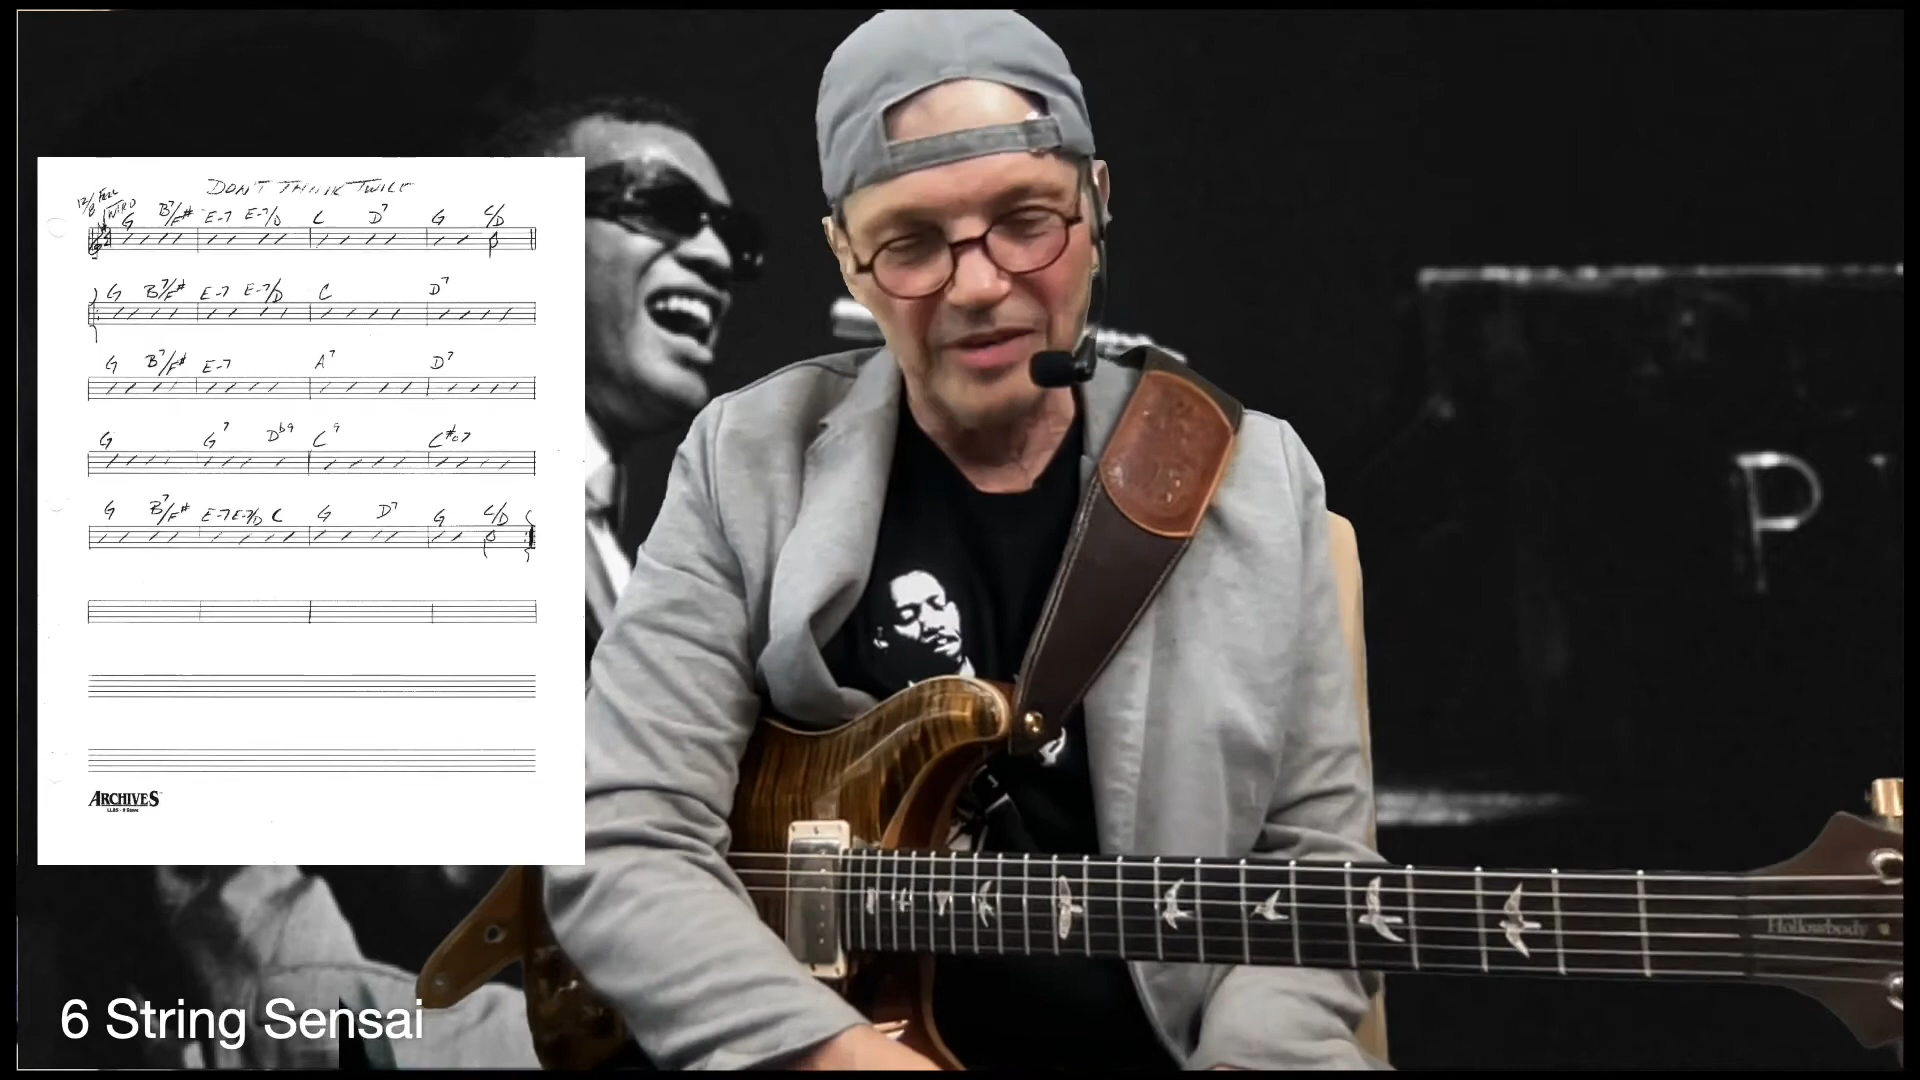 DON'T THINK TWICE
12/8 FEEL
INTRO
G B7/F# E-7 E-7/D C D7 G C/D
G B7/F# E-7 E-7/D C D7
G B7/F# E-7 A7 D7
G G7 Db9 C9 C#o7
G B7/F# E-7 E-7/D C G D7 G C/D
ARCHIVES
P
Hollowbody
6 String Sensai